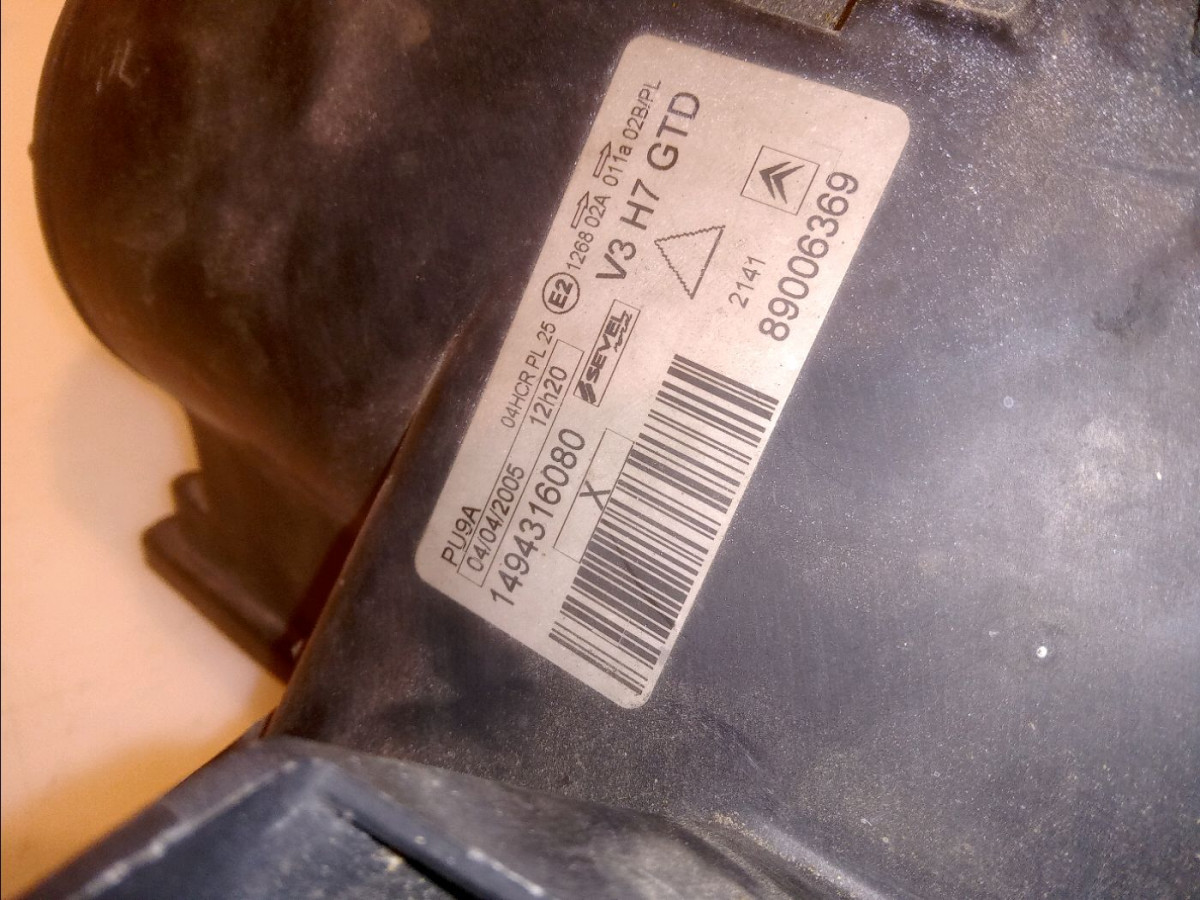 PU9A 04HCR PL 25 E2 1268 02A 011a 02B/PL
04/04/2005 12h20
1494316080 SEVEL V3 H7 GTD
X
2141
89006369